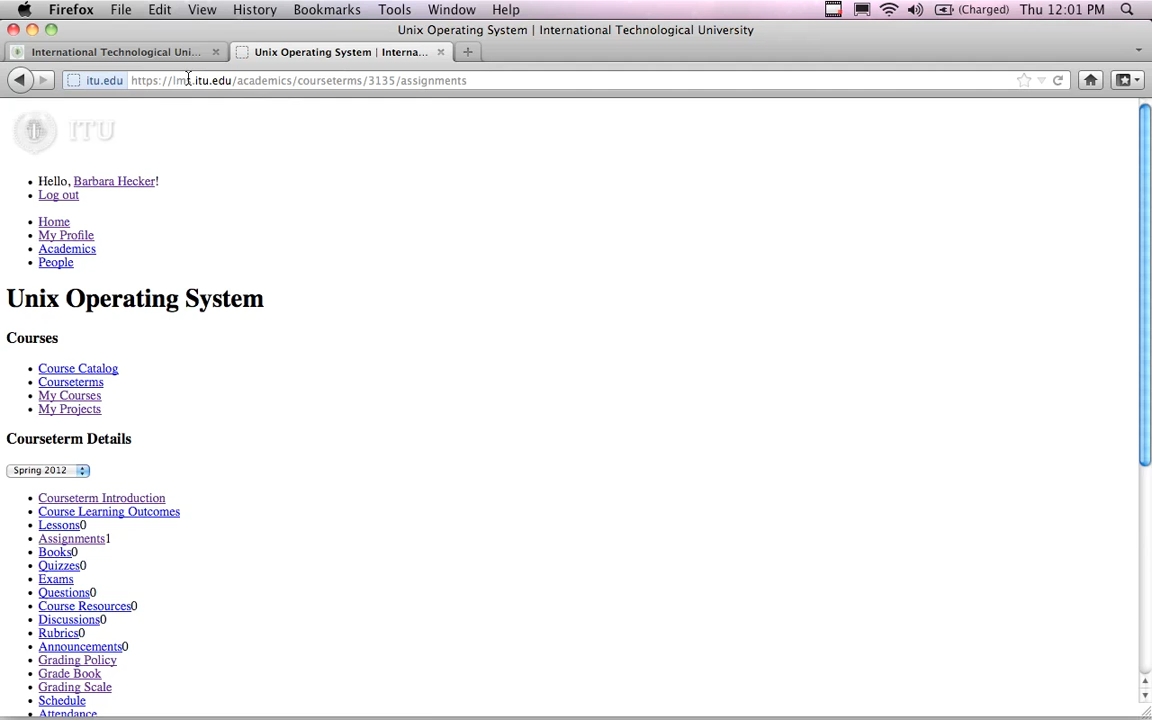 Firefox File Edit View History Bookmarks Tools Window Help (Charged) Thu 12:01 PM
Unix Operating System | International Technological University
International Technological Uni... Unix Operating System | Interna...
itu.edu https://lms.itu.edu/academics/courseterms/3135/assignments
ITU
Hello, Barbara Hecker!
Log out
Home
My Profile
Academics
People
Unix Operating System
Courses
Course Catalog
Courseterms
My Courses
My Projects
Courseterm Details
Spring 2012
Courseterm Introduction
Course Learning Outcomes
Lessons0
Assignments1
Books0
Quizzes0
Exams
Questions0
Course Resources0
Discussions0
Rubrics0
Announcements0
Grading Policy
Grade Book
Grading Scale
Schedule
Attendance